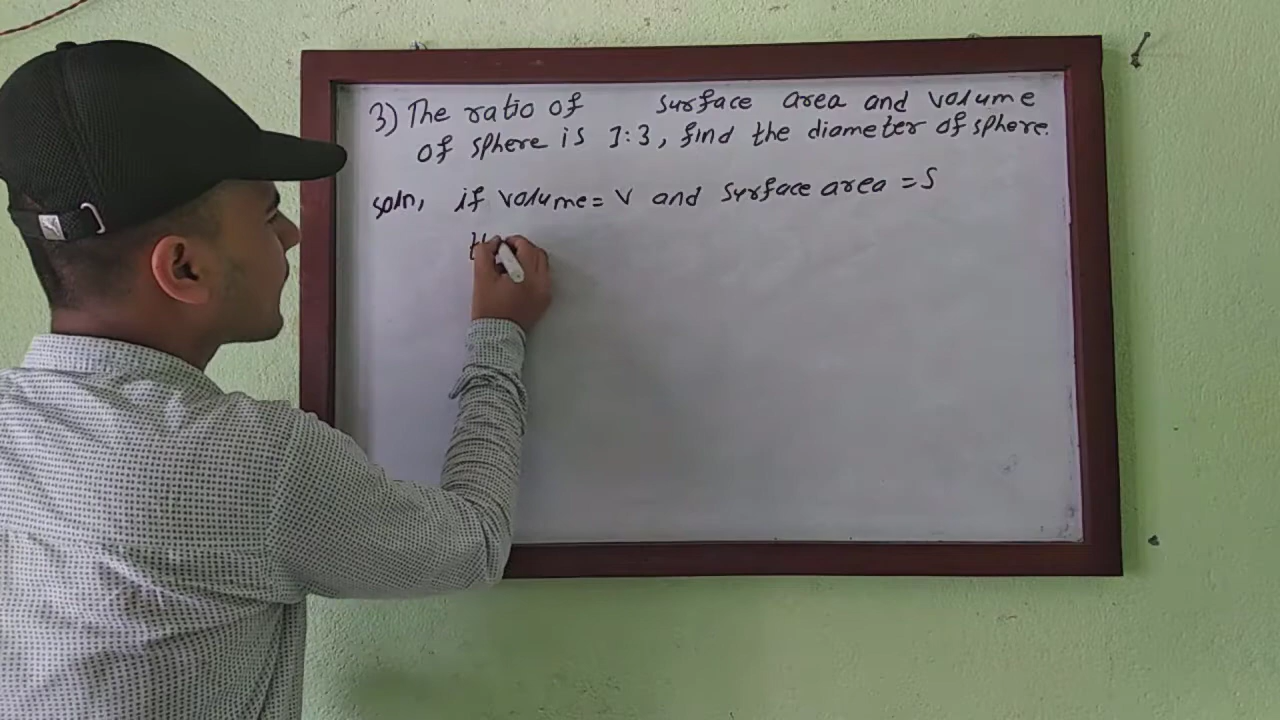 3) The ratio of surface area and volume
of sphere is 1:3, find the diameter of sphere.
soln, if volume = V and surface area = S